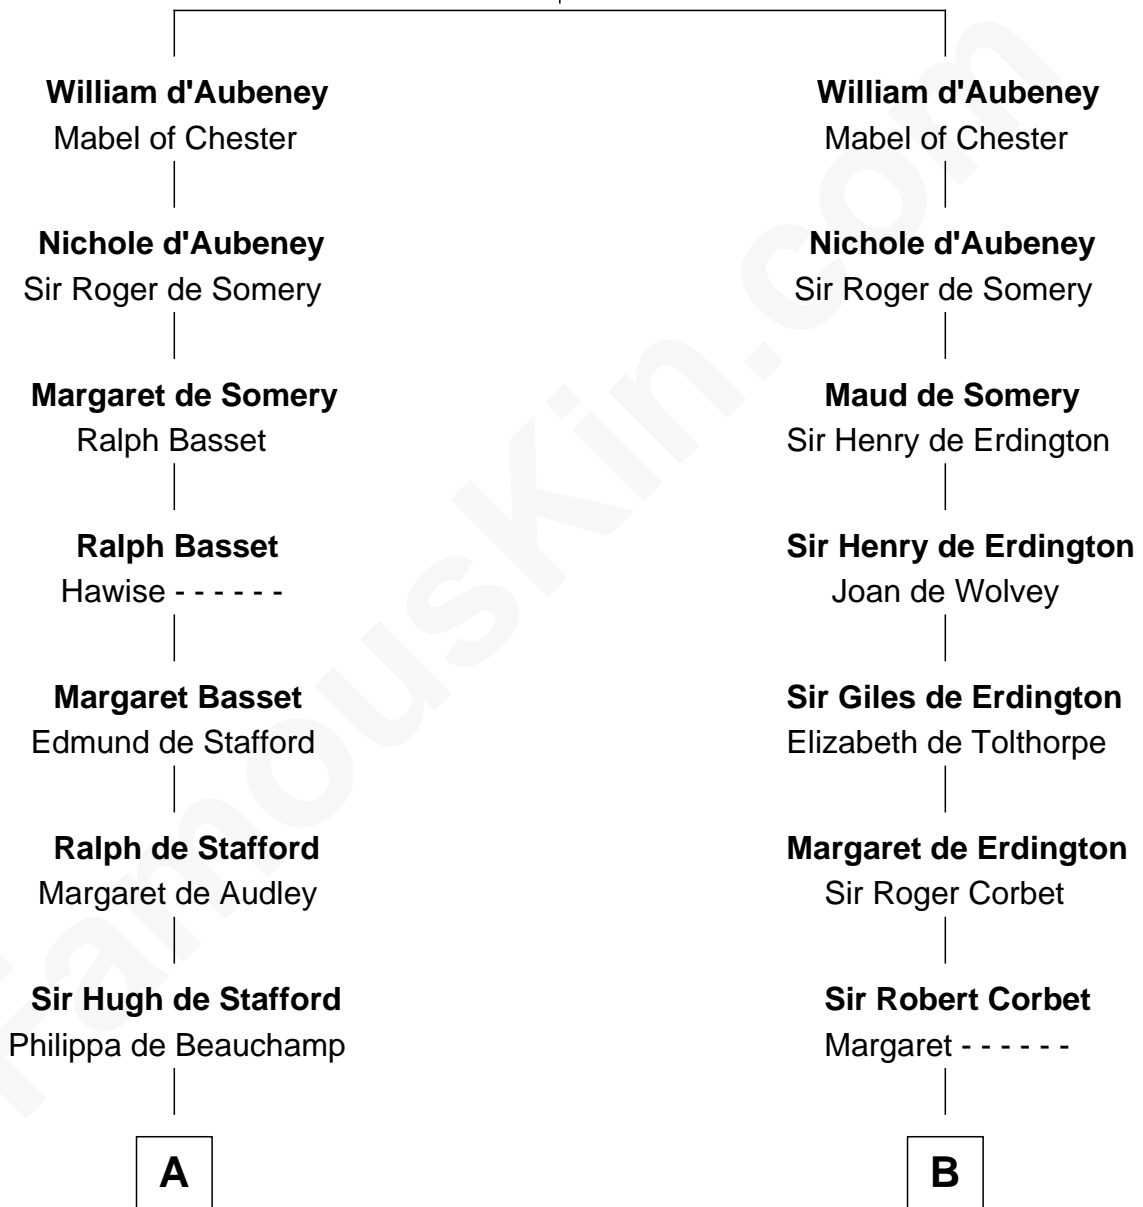 William d'Aubeney
Mabel of Chester
Nichole d'Aubeney
Sir Roger de Somery
Margaret de Somery
Ralph Basset
Ralph Basset
Hawise - - - - - -
Margaret Basset
Edmund de Stafford
Ralph de Stafford
Margaret de Audley
Sir Hugh de Stafford
Philippa de Beauchamp
A
William d'Aubeney
Mabel of Chester
Nichole d'Aubeney
Sir Roger de Somery
Maud de Somery
Sir Henry de Erdington
Sir Henry de Erdington
Joan de Wolvey
Sir Giles de Erdington
Elizabeth de Tolthorpe
Margaret de Erdington
Sir Roger Corbet
Sir Robert Corbet
Margaret - - - - - -
B
FamousKin.com